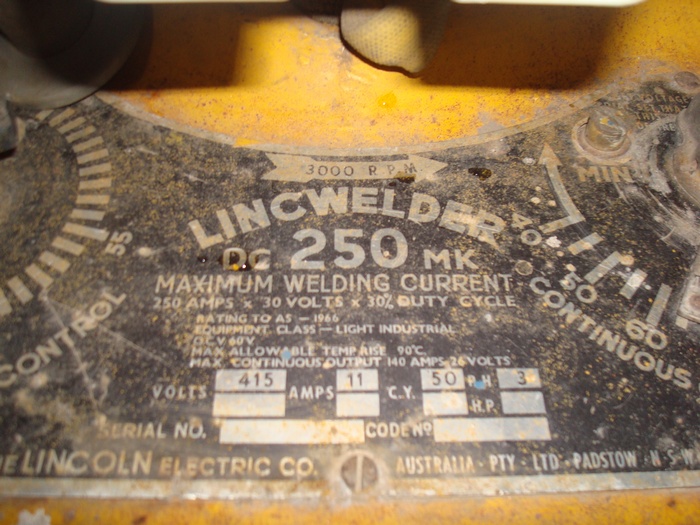 3000 R.P.M
LINCWELDER
DC 250 MK
MAXIMUM WELDING CURRENT
250 AMPS x 30 VOLTS x 30% DUTY CYCLE
RATING TO AS – 1966
EQUIPMENT CLASS – LIGHT INDUSTRIAL
O.C.V. 60 V.
MAX ALLOWABLE TEMP RISE 90°C.
MAX CONTINUOUS OUTPUT 140 AMPS 26 VOLTS
VOLTS 415 AMPS 11 C.Y. 50 P.H 3
H.P.
SERIAL NO. CODE Nº
LINCOLN ELECTRIC CO. AUSTRALIA · PTY · LTD · PADSTOW · N·S·W
55
CONTROL
MIN
40
50
60
CONTINUOUS